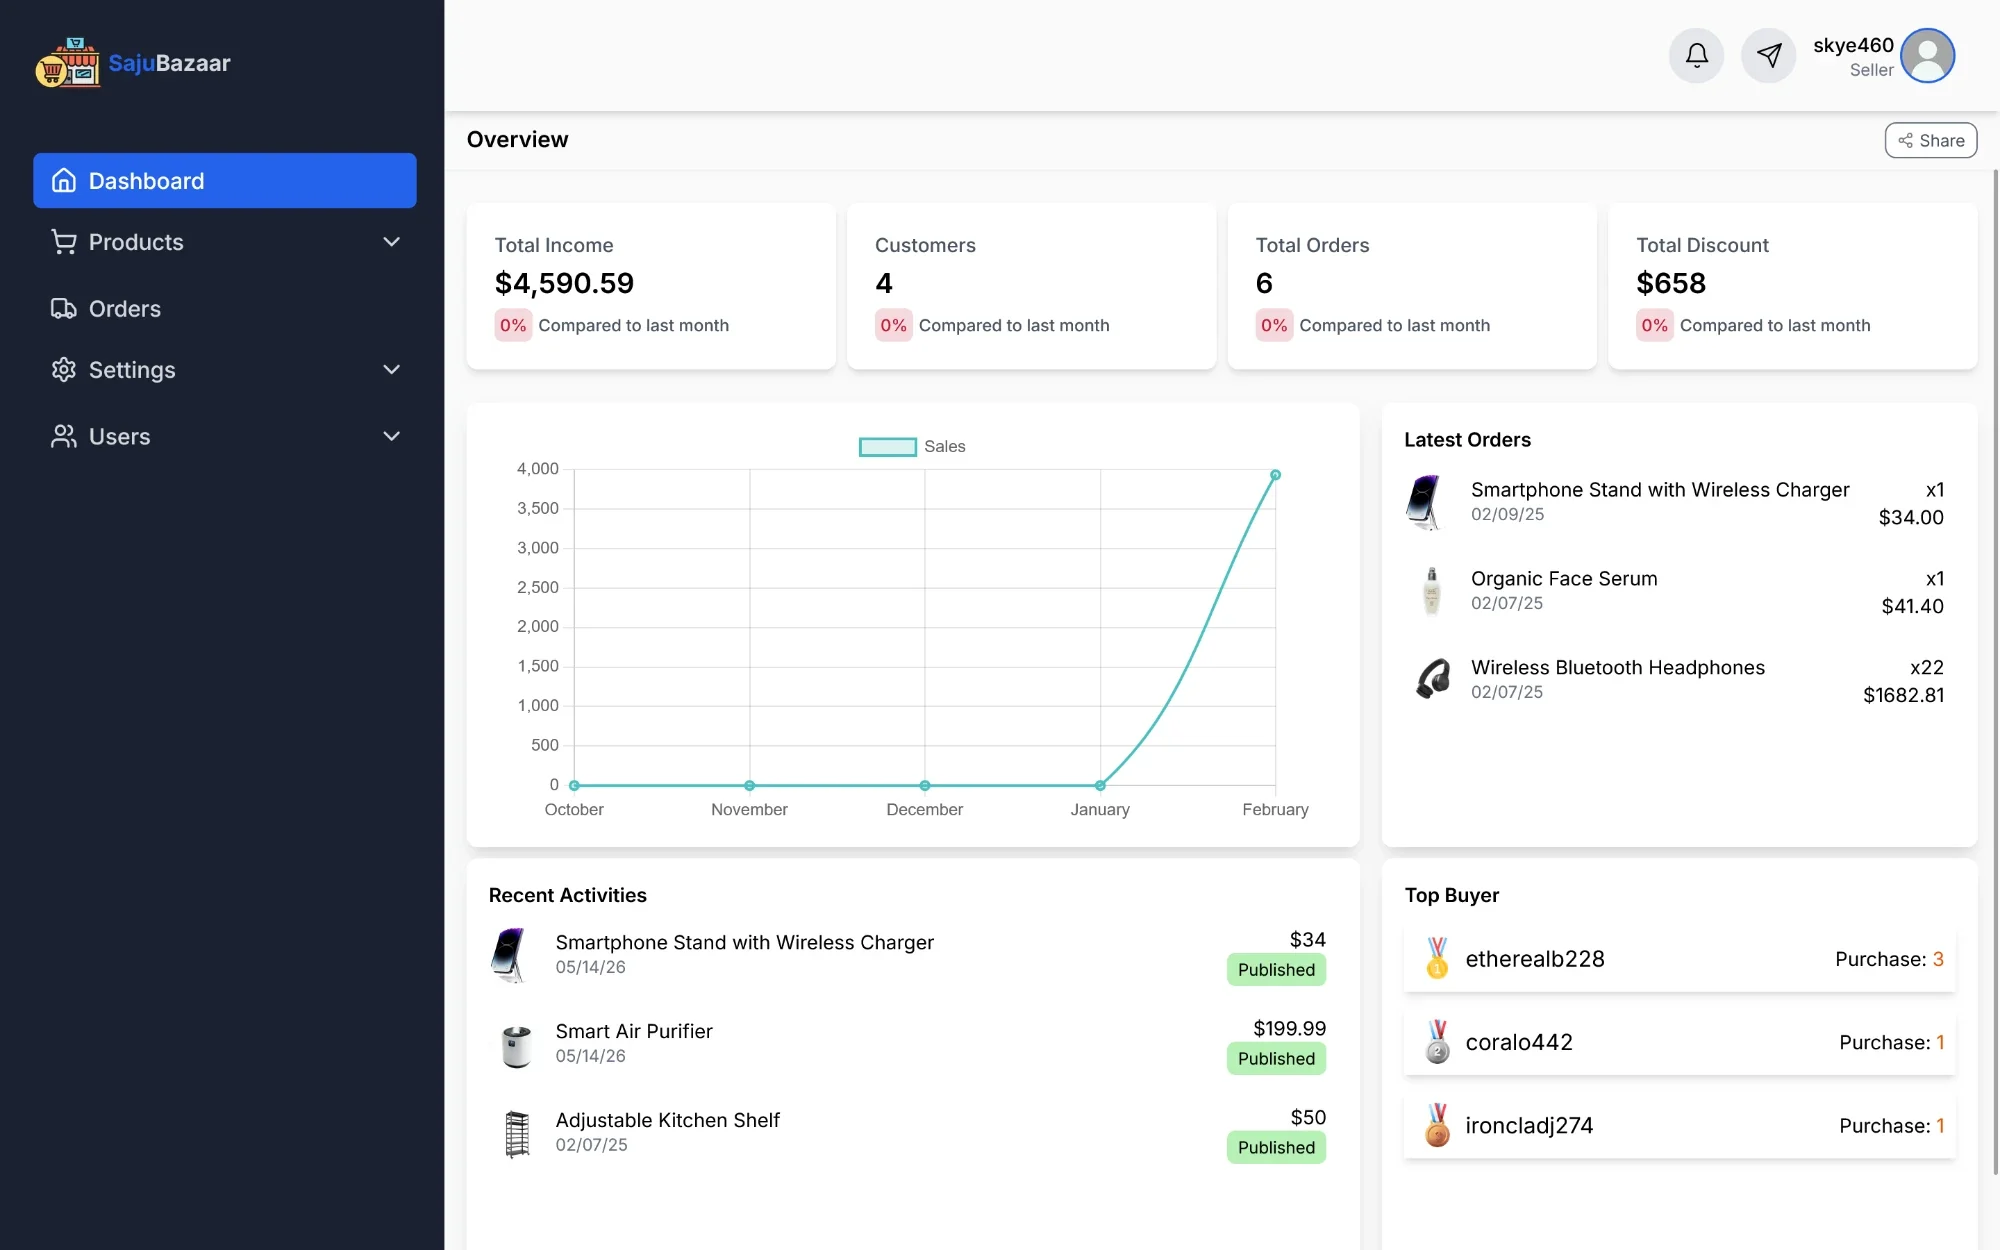 SajuBazaar
skye460
Seller
Dashboard
Products
Orders
Settings
Users
Overview
Share
Total Income
$4,590.59
0% Compared to last month
Customers
4
0% Compared to last month
Total Orders
6
0% Compared to last month
Total Discount
$658
0% Compared to last month
Sales
4,000
3,500
3,000
2,500
2,000
1,500
1,000
500
0
October November December January February
Latest Orders
Smartphone Stand with Wireless Charger x1
02/09/25 $34.00
Organic Face Serum x1
02/07/25 $41.40
Wireless Bluetooth Headphones x22
02/07/25 $1682.81
Recent Activities
Smartphone Stand with Wireless Charger $34
05/14/26 Published
Smart Air Purifier $199.99
05/14/26 Published
Adjustable Kitchen Shelf $50
02/07/25 Published
Top Buyer
1 etherealb228 Purchase: 3
2 coralo442 Purchase: 1
ironcladj274 Purchase: 1